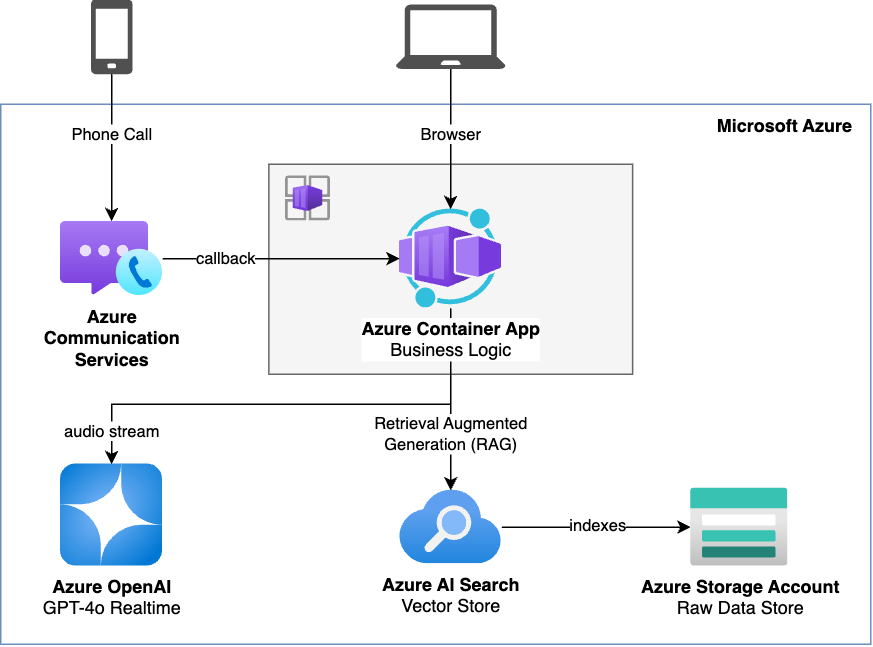 Phone Call
Browser
Microsoft Azure
callback
Azure
Communication
Services
Azure Container App
Business Logic
audio stream
Retrieval Augmented
Generation (RAG)
indexes
Azure OpenAI
GPT-4o Realtime
Azure AI Search
Vector Store
Azure Storage Account
Raw Data Store